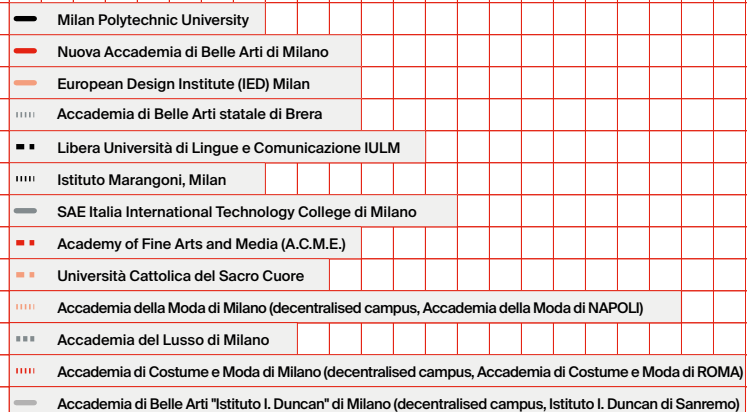 Milan Polytechnic University
Nuova Accademia di Belle Arti di Milano
European Design Institute (IED) Milan
Accademia di Belle Arti statale di Brera
Libera Università di Lingue e Comunicazione IULM
Istituto Marangoni, Milan
SAE Italia International Technology College di Milano
Academy of Fine Arts and Media (A.C.M.E.)
Università Cattolica del Sacro Cuore
Accademia della Moda di Milano (decentralised campus, Accademia della Moda di NAPOLI)
Accademia del Lusso di Milano
Accademia di Costume e Moda di Milano (decentralised campus, Accademia di Costume e Moda di ROMA)
Accademia di Belle Arti "Istituto I. Duncan" di Milano (decentralised campus, Istituto I. Duncan di Sanremo)